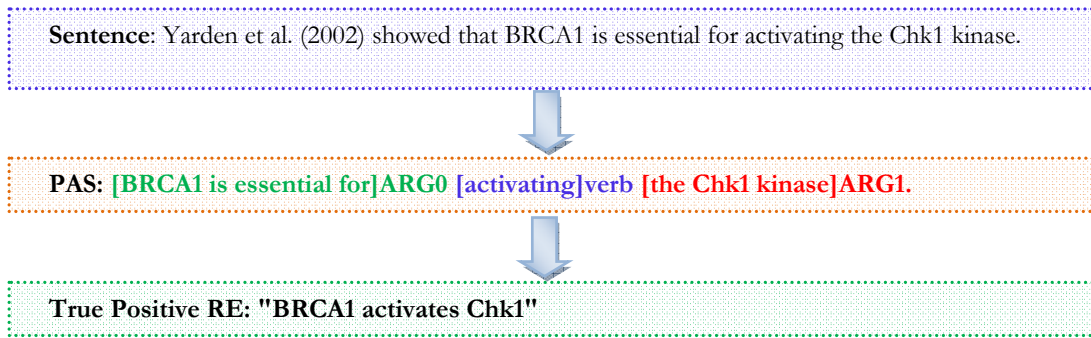 Sentence: Yarden et al. (2002) showed that BRCA1 is essential for activating the Chk1 kinase.
PAS: [BRCA1 is essential for]ARG0 [activating]verb [the Chk1 kinase]ARG1.
True Positive RE: "BRCA1 activates Chk1"